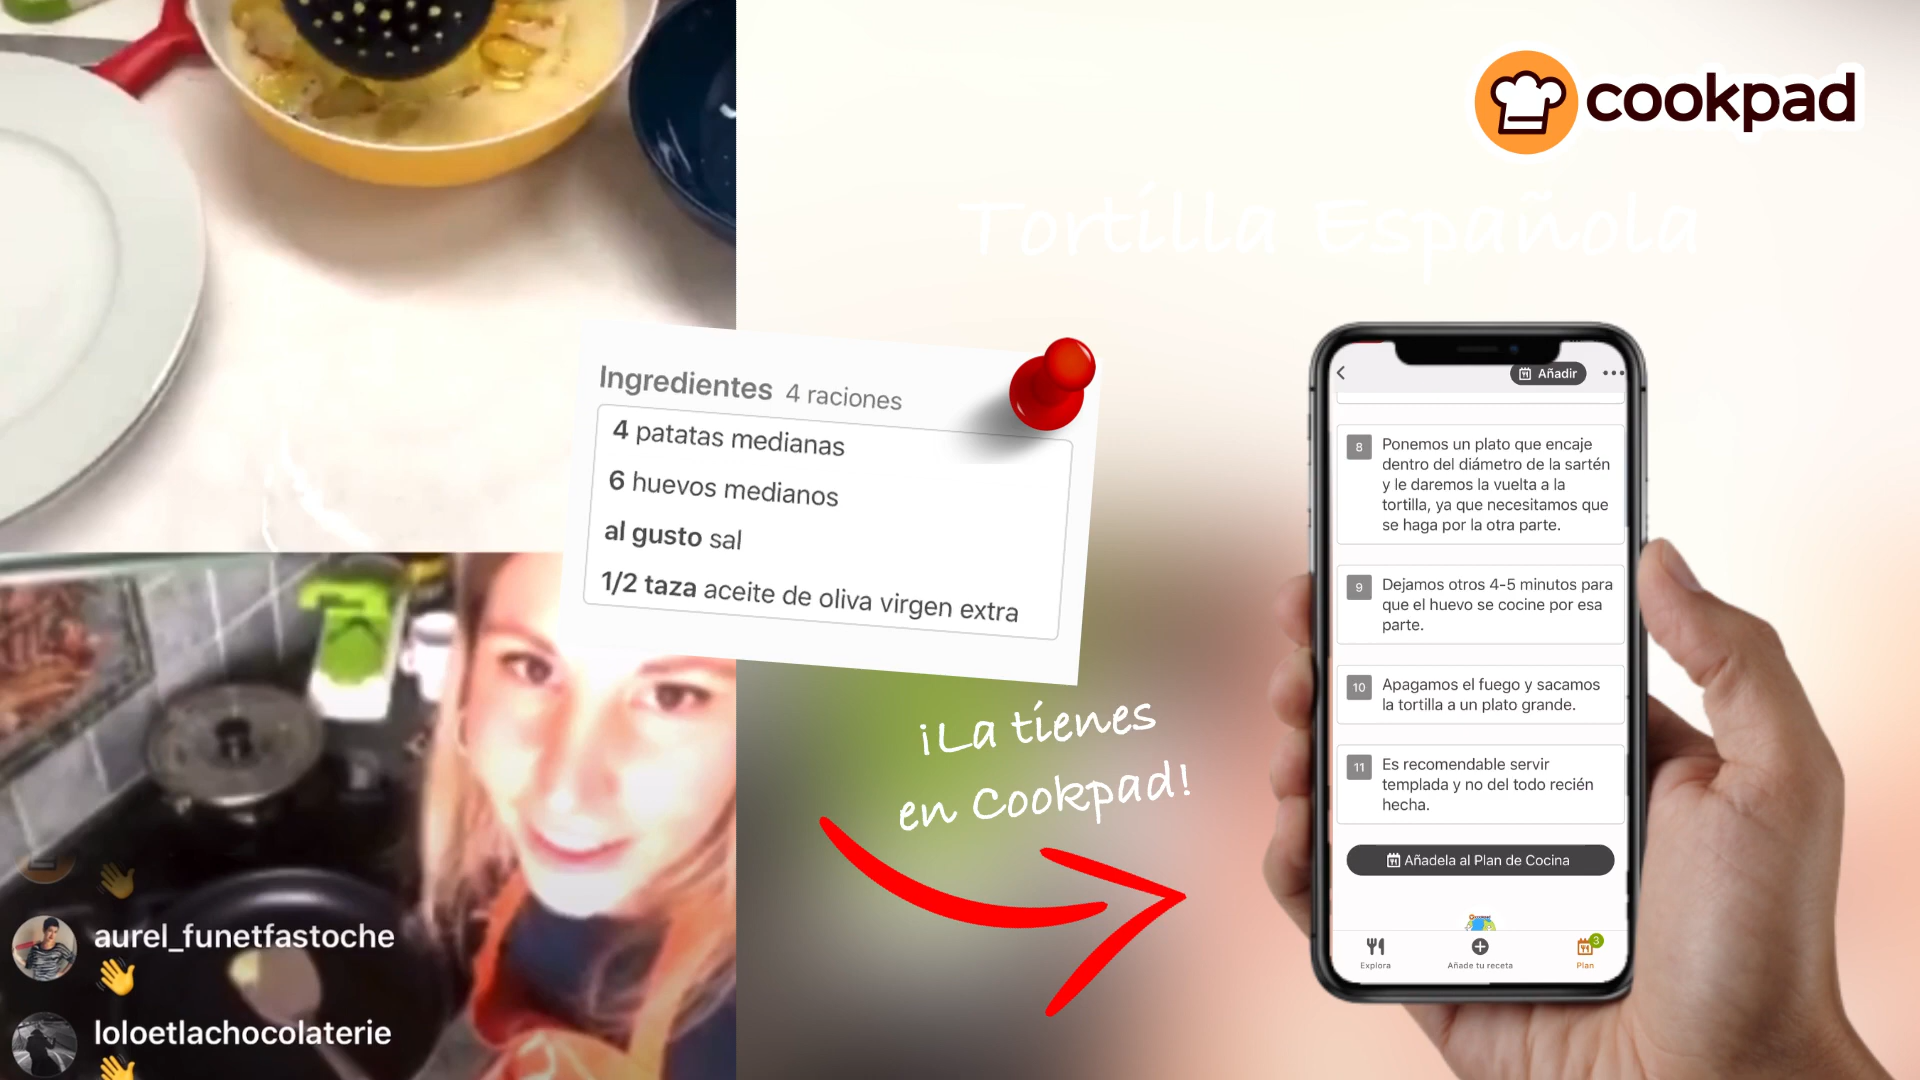 cookpad
Tortilla Española
Ingredientes 4 raciones
4 patatas medianas
6 huevos medianos
al gusto sal
1/2 taza aceite de oliva virgen extra
¡La tienes
en Cookpad!
aurel_funetfastoche
loloetlachocolaterie
Añadir
8 Ponemos un plato que encaje
dentro del diámetro de la sartén
y le daremos la vuelta a la
tortilla, ya que necesitamos que
se haga por la otra parte.
9 Dejamos otros 4-5 minutos para
que el huevo se cocine por esa
parte.
10 Apagamos el fuego y sacamos
la tortilla a un plato grande.
11 Es recomendable servir
templada y no del todo recién
hecha.
Añadela al Plan de Cocina
3
Explora
Añade tu receta
Plan